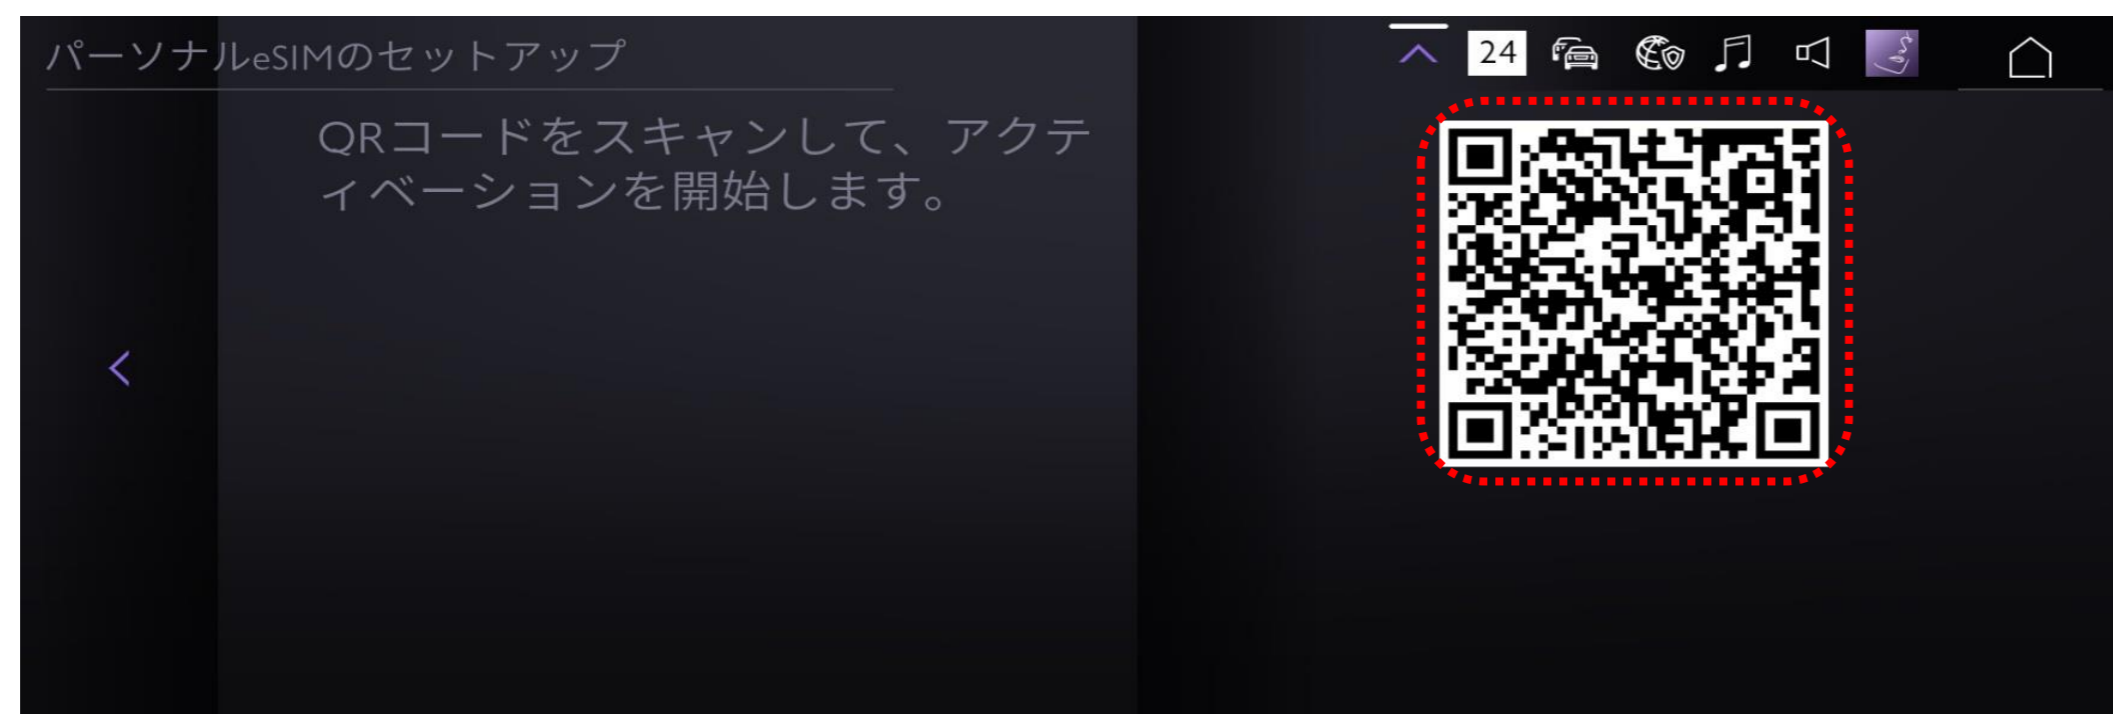 パーソナルeSIMのセットアップ
24
QRコードをスキャンして、アクテ
ィベーションを開始します。